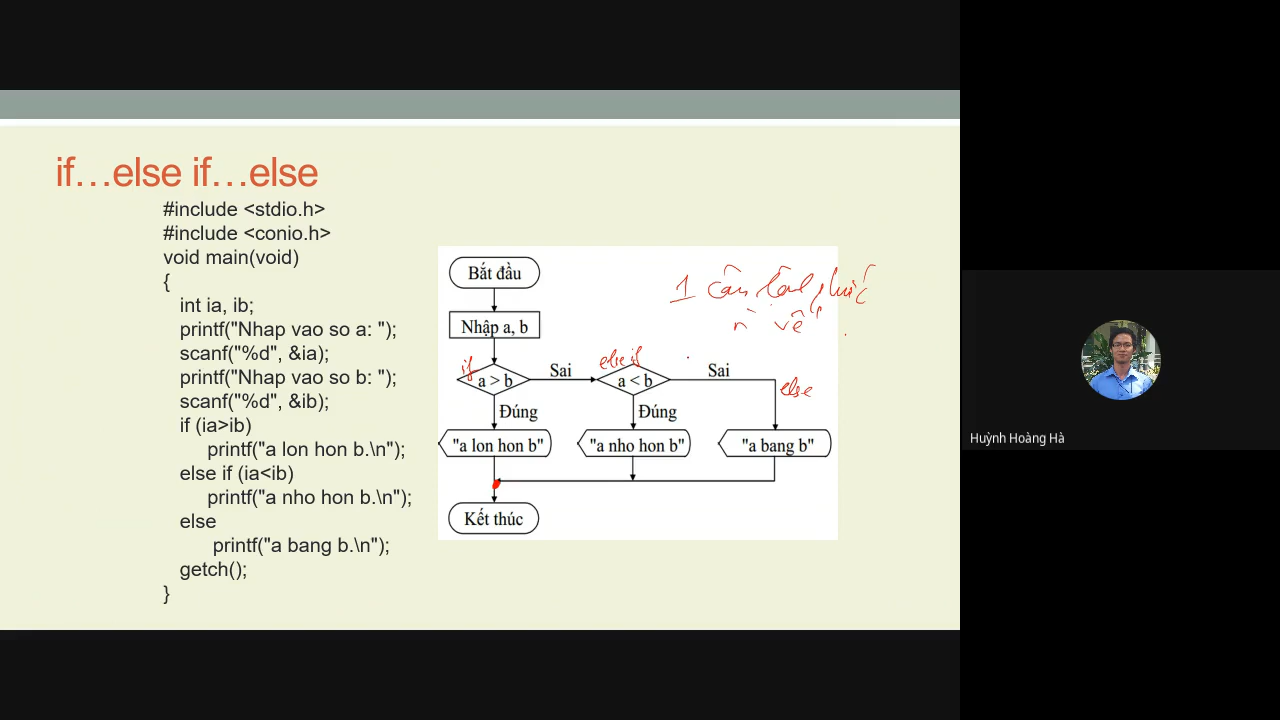 if…else if…else
#include <stdio.h>
#include <conio.h>
void main(void)
{
int ia, ib;
printf("Nhap vao so a: ");
scanf("%d", &ia);
printf("Nhap vao so b: ");
scanf("%d", &ib);
if (ia>ib)
printf("a lon hon b.\n");
else if (ia<ib)
printf("a nho hon b.\n");
else
printf("a bang b.\n");
getch();
}
Bắt đầu
Nhập a, b
if
a > b
Sai
else if
a < b
Sai
else
Đúng
Đúng
"a lon hon b"
"a nho hon b"
"a bang b"
Kết thúc
1 câu
n vế
Huỳnh Hoàng Hà